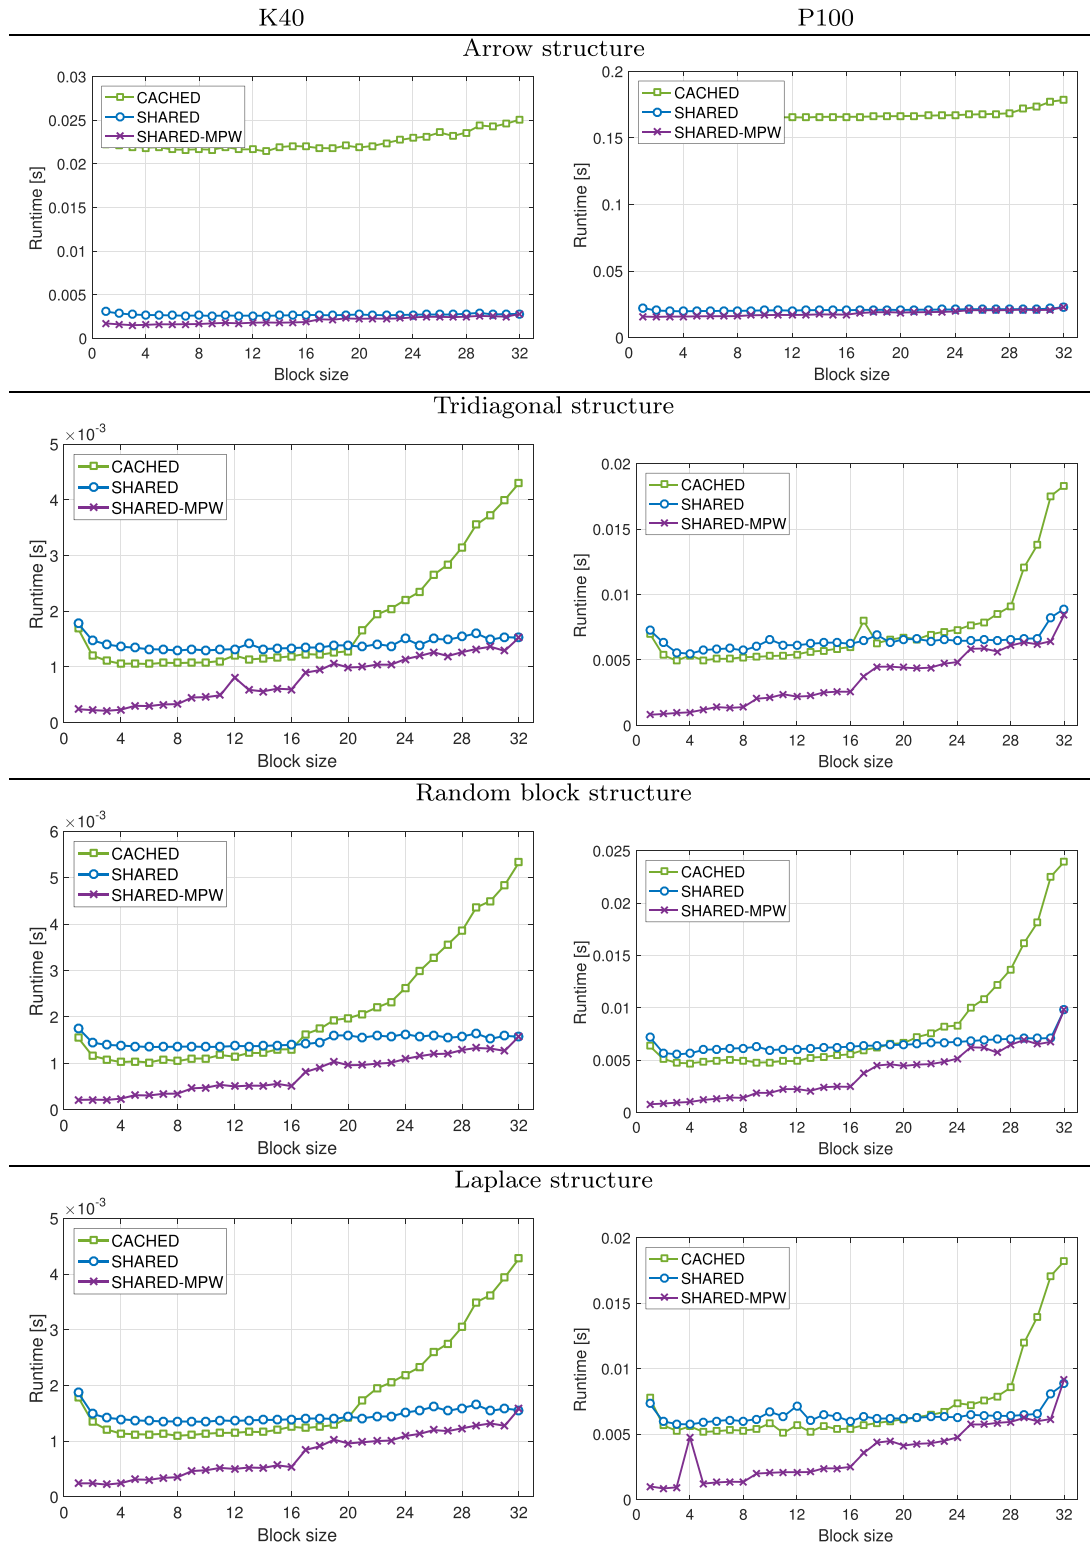 K40 P100
Arrow structure
0.03
0.025
0.02
0.015
0.01
0.005
0
Runtime [s]
CACHED
SHARED
SHARED-MPW
0 4 8 12 16 20 24 28 32
Block size
0.2
0.15
0.1
0.05
0
Runtime [s]
CACHED
SHARED
SHARED-MPW
0 4 8 12 16 20 24 28 32
Block size
Tridiagonal structure
×10-3
5
4
3
2
1
0
Runtime [s]
CACHED
SHARED
SHARED-MPW
0 4 8 12 16 20 24 28 32
Block size
0.02
0.015
0.01
0.005
0
Runtime [s]
CACHED
SHARED
SHARED-MPW
0 4 8 12 16 20 24 28 32
Block size
Random block structure
×10-3
6
5
4
3
2
1
0
Runtime [s]
CACHED
SHARED
SHARED-MPW
0 4 8 12 16 20 24 28 32
Block size
0.025
0.02
0.015
0.01
0.005
0
Runtime [s]
CACHED
SHARED
SHARED-MPW
0 4 8 12 16 20 24 28 32
Block size
Laplace structure
×10-3
5
4
3
2
1
0
Runtime [s]
CACHED
SHARED
SHARED-MPW
0 4 8 12 16 20 24 28 32
Block size
0.02
0.015
0.01
0.005
0
Runtime [s]
CACHED
SHARED
SHARED-MPW
0 4 8 12 16 20 24 28 32
Block size